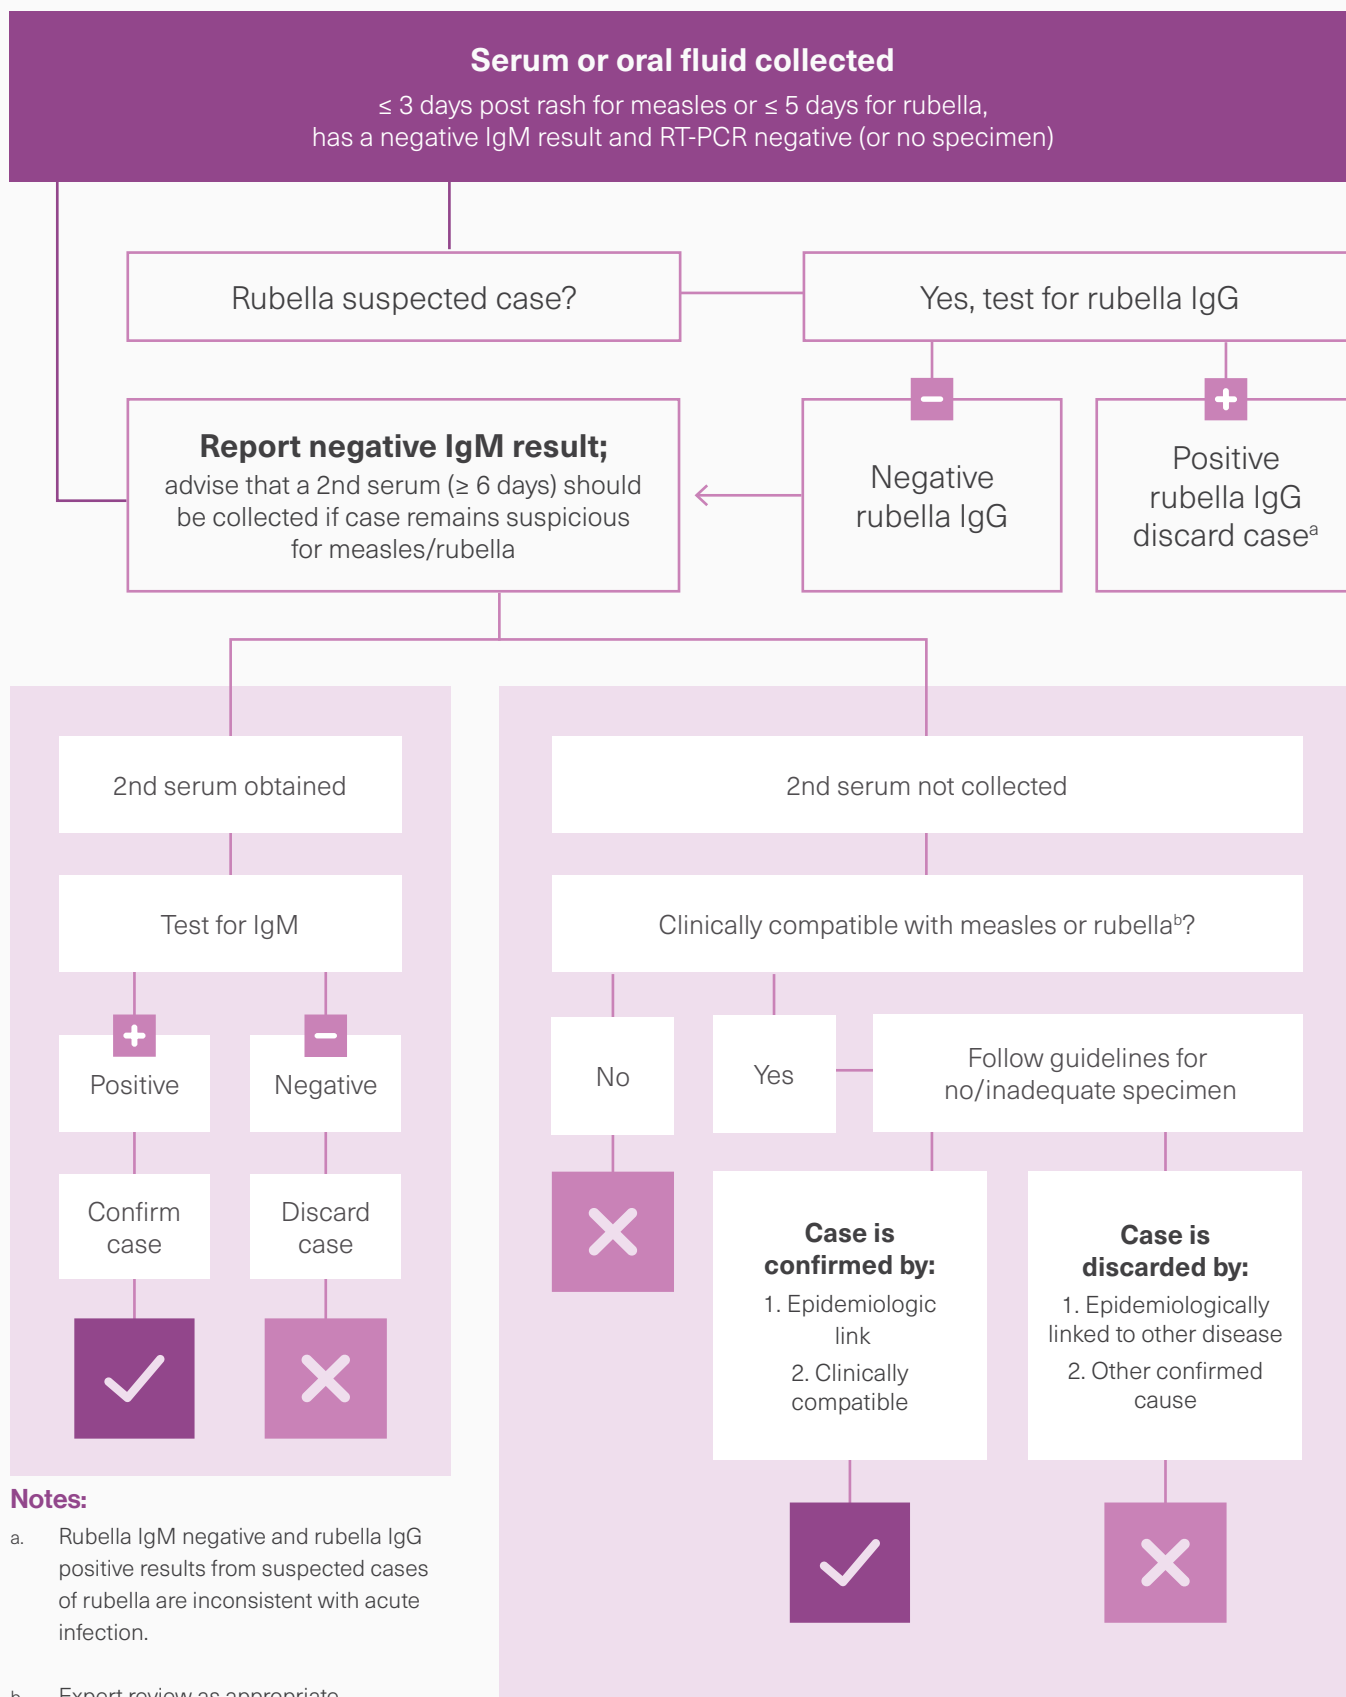 Serum or oral fluid collected
≤ 3 days post rash for measles or ≤ 5 days for rubella,
has a negative IgM result and RT-PCR negative (or no specimen)
Rubella suspected case?
Yes, test for rubella IgG
Report negative IgM result;
advise that a 2nd serum (≥ 6 days) should
be collected if case remains suspicious
for measles/rubella
Negative
rubella IgG
Positive
rubella IgG
discard caseᵃ
2nd serum obtained
Test for IgM
Positive
Negative
Confirm
case
Discard
case
2nd serum not collected
Clinically compatible with measles or rubellaᵇ?
No
Yes
Follow guidelines for
no/inadequate specimen
Case is
confirmed by:
1. Epidemiologic
link
2. Clinically
compatible
Case is
discarded by:
1. Epidemiologically
linked to other disease
2. Other confirmed
cause
Notes:
a. Rubella IgM negative and rubella IgG
positive results from suspected cases
of rubella are inconsistent with acute
infection.
b. Expert review as appropriate